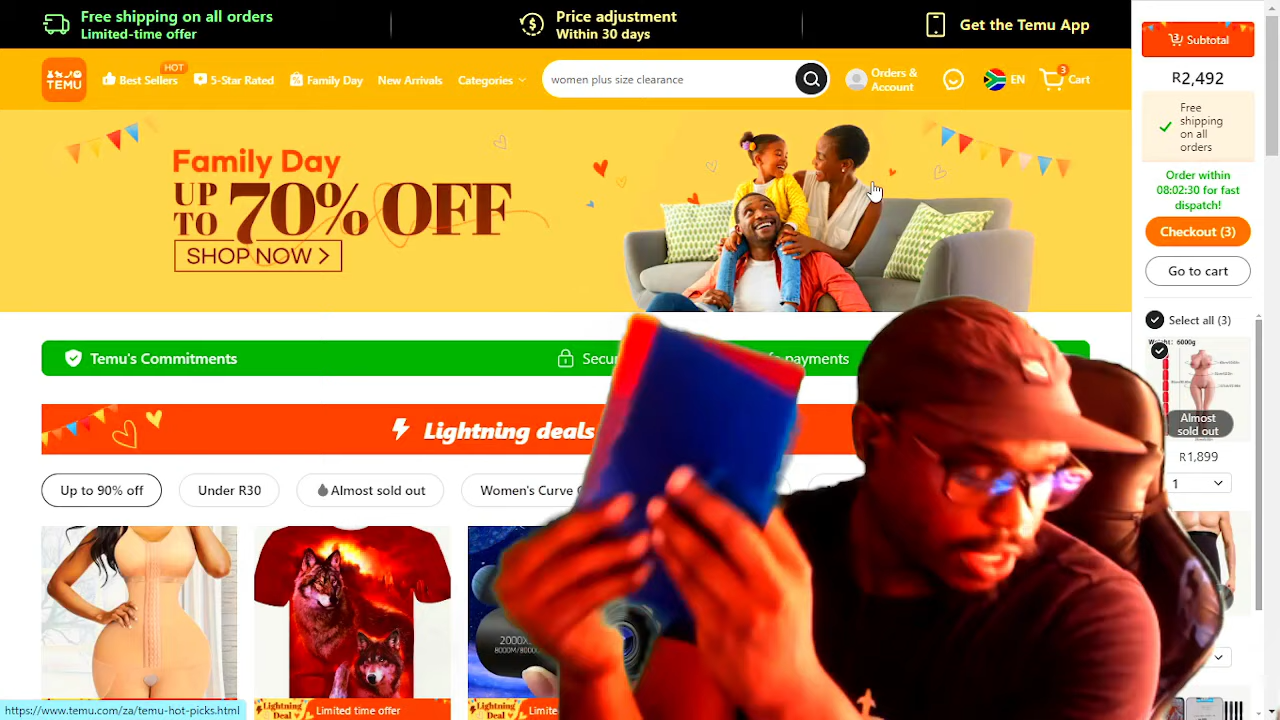 Free shipping on all orders
Limited-time offer
Price adjustment
Within 30 days
Get the Temu App
TEMU
Best Sellers
HOT
5-Star Rated
Family Day
New Arrivals
Categories
women plus size clearance
Orders &
Account
EN
3
Cart
Subtotal
R2,492
Free
shipping
on all
orders
Order within
08:02:30 for fast
dispatch!
Checkout (3)
Go to cart
Select all (3)
Weight: 6000g
Almost
sold out
R1,899
1
Family Day
UP
TO 70% OFF
SHOP NOW >
Temu's Commitments
payments
Lightning deals
Up to 90% off
Under R30
Almost sold out
Women's Curve
2000X
Lightning
Deal
Limited time offer
Lightning
Deal
https://www.temu.com/za/temu-hot-picks.html